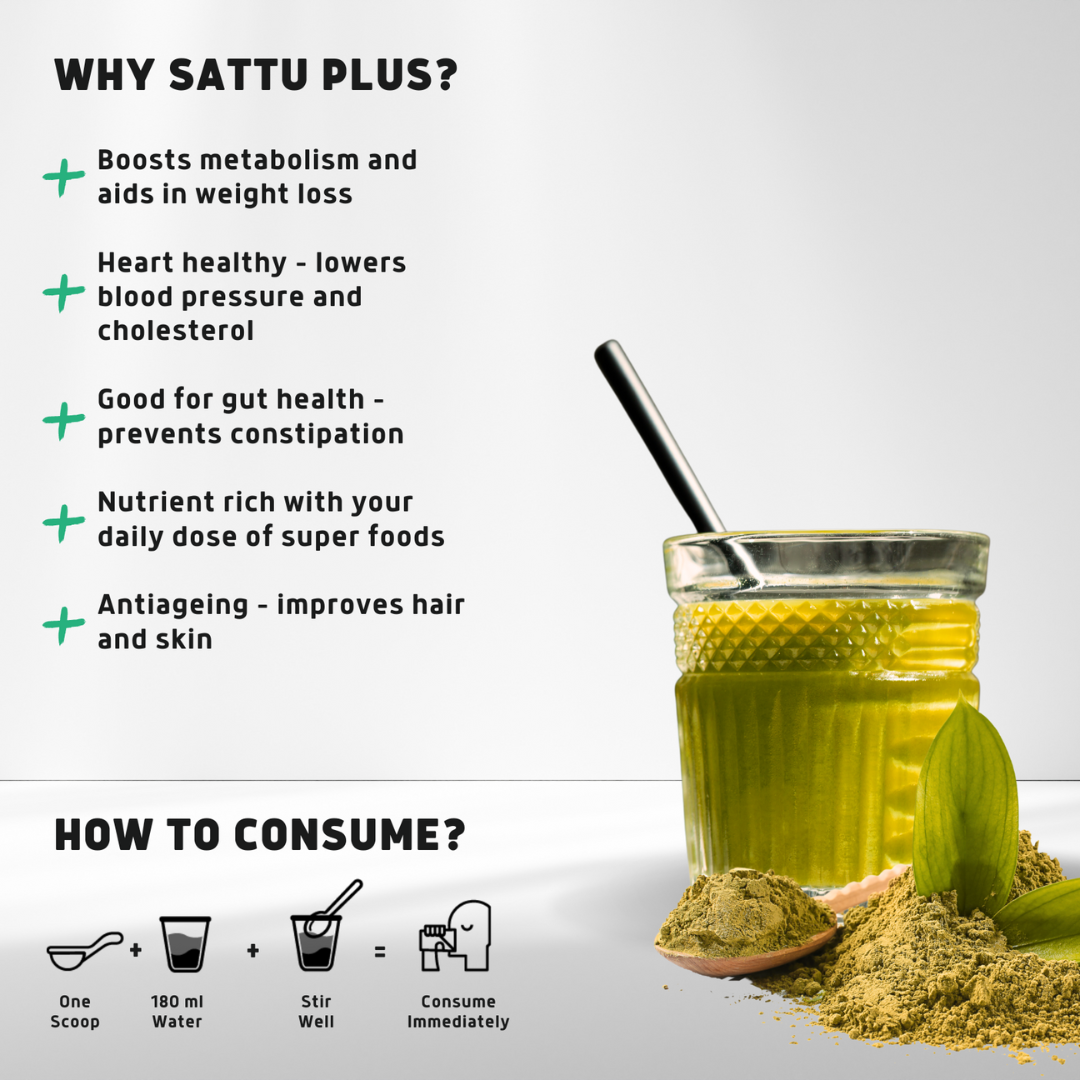 WHY SATTU PLUS?
Boosts metabolism and
aids in weight loss
Heart healthy - lowers
blood pressure and
cholesterol
Good for gut health -
prevents constipation
Nutrient rich with your
daily dose of super foods
Antiageing - improves hair
and skin
HOW TO CONSUME?
+ + =
One
Scoop
180 ml
Water
Stir
Well
Consume
Immediately